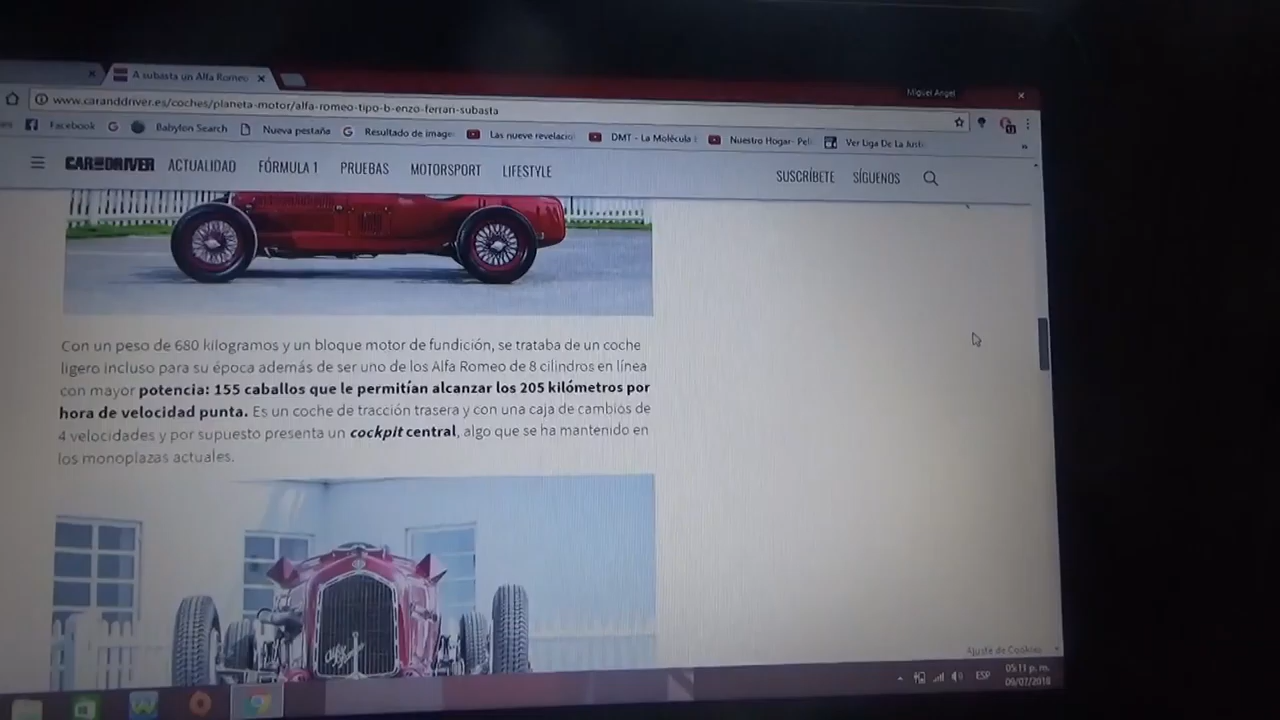 A subasta un Alfa Romeo
Miguel Angel
www.caranddriver.es/coches/planeta-motor/alfa-romeo-tipo-b-enzo-ferrari-subasta
Facebook
Babylon Search
Nueva pestaña
Resultado de image
Las nueve revelacio
DMT - La Molécula
Nuestro Hogar- Pel
Ver Liga De La Just
CAR AND DRIVER ACTUALIDAD FÓRMULA 1 PRUEBAS MOTORSPORT LIFESTYLE SUSCRÍBETE SÍGUENOS
Con un peso de 680 kilogramos y un bloque motor de fundición, se trataba de un coche
ligero incluso para su época además de ser uno de los Alfa Romeo de 8 cilindros en línea
con mayor potencia: 155 caballos que le permitían alcanzar los 205 kilómetros por
hora de velocidad punta. Es un coche de tracción trasera y con una caja de cambios de
4 velocidades y por supuesto presenta un cockpit central, algo que se ha mantenido en
los monoplazas actuales.
Alfa Romeo
Ajuste de Cookies
ESP
05:11 p. m.
09/07/2018